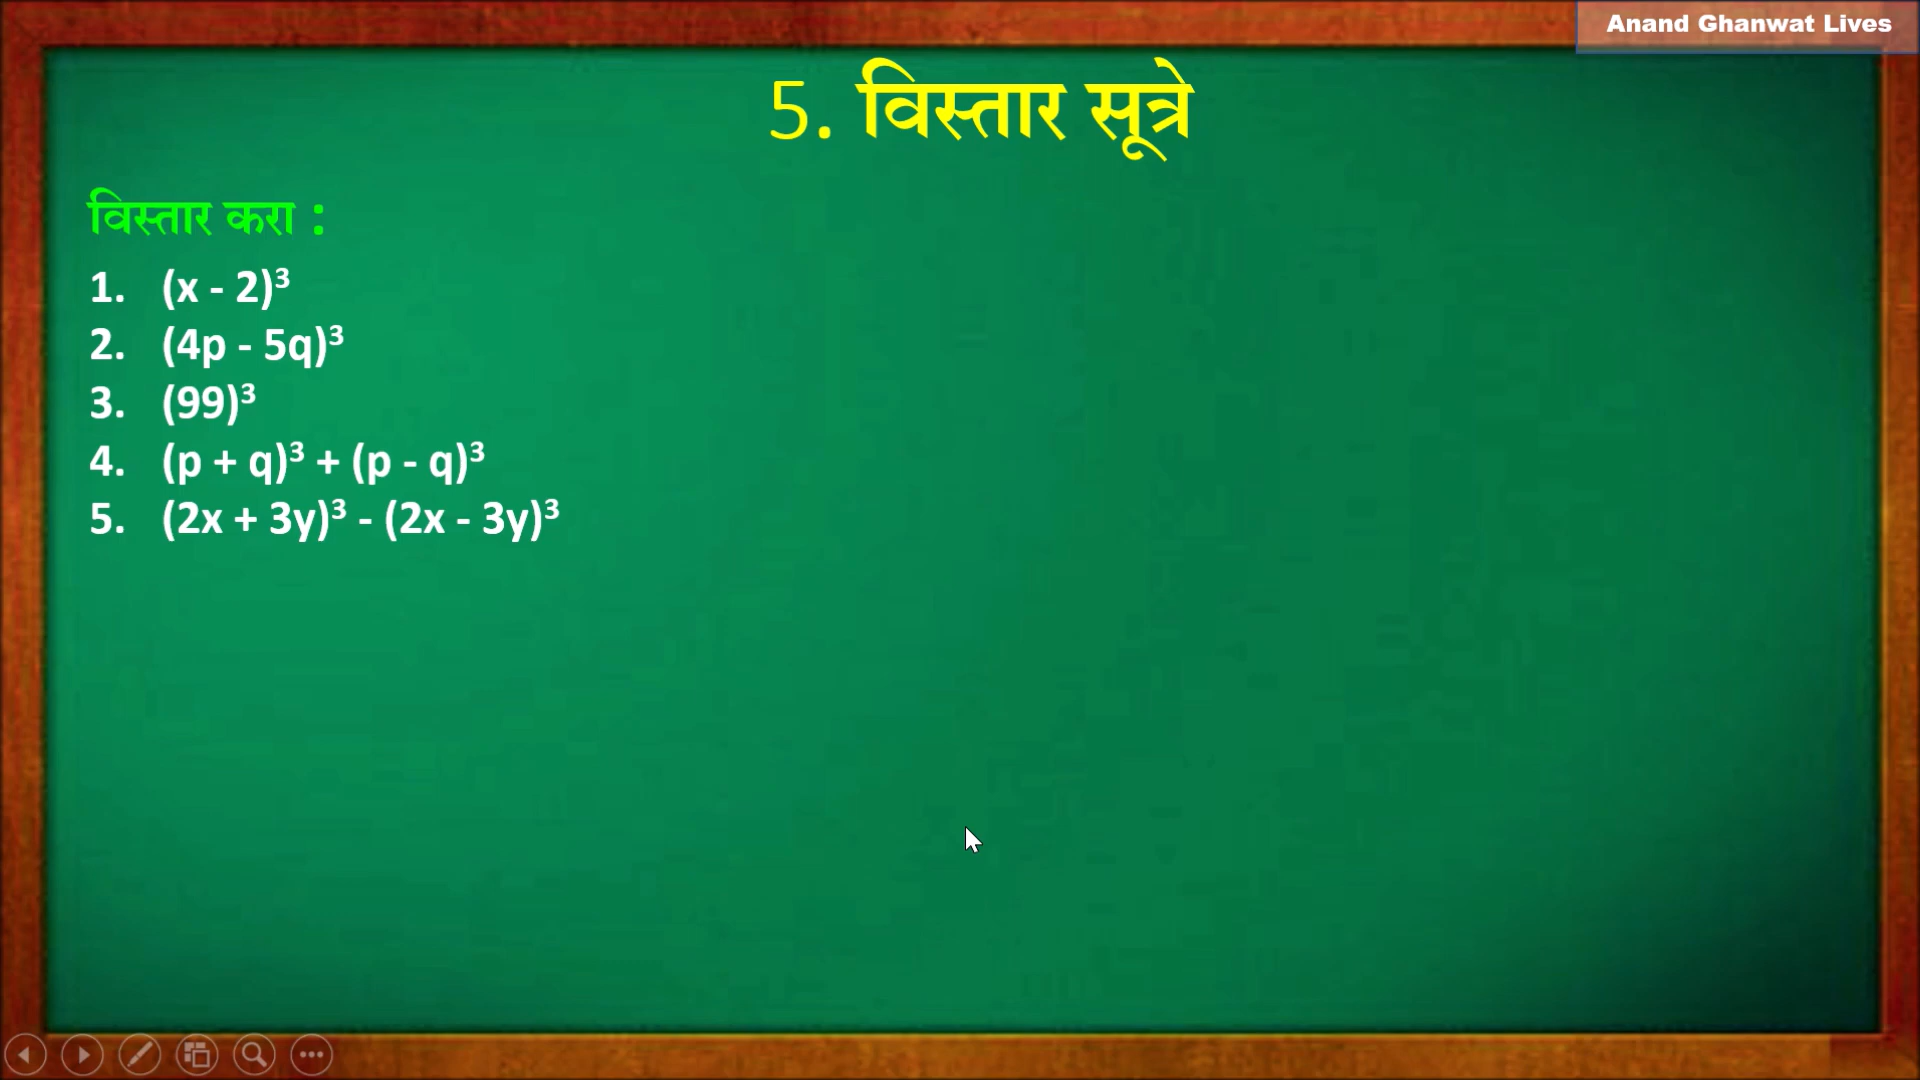 Anand Ghanwat Lives
5. विस्तार सूत्रे
विस्तार करा :
1. (x - 2)³
2. (4p - 5q)³
3. (99)³
4. (p + q)³ + (p - q)³
5. (2x + 3y)³ - (2x - 3y)³